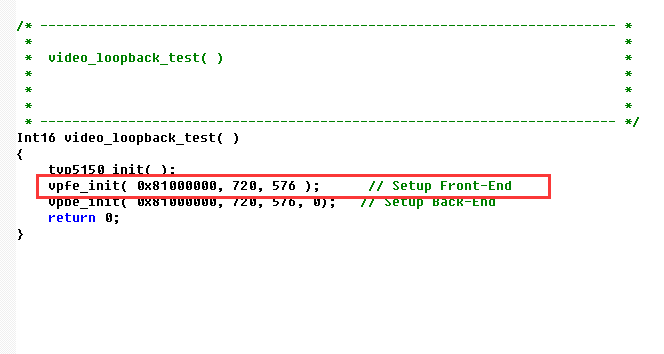 /* ------------------------------------------------------------------------ *
 *                                                                          *
 *  video_loopback_test( )                                                  *
 *                                                                          *
 *                                                                          *
 *                                                                          *
 * ------------------------------------------------------------------------ */
Int16 video_loopback_test( )
{
    tvp5150_init( );
    vpfe_init( 0x81000000, 720, 576 );      // Setup Front-End
    vpbe_init( 0x81000000, 720, 576, 0);   // Setup Back-End
    return 0;
}